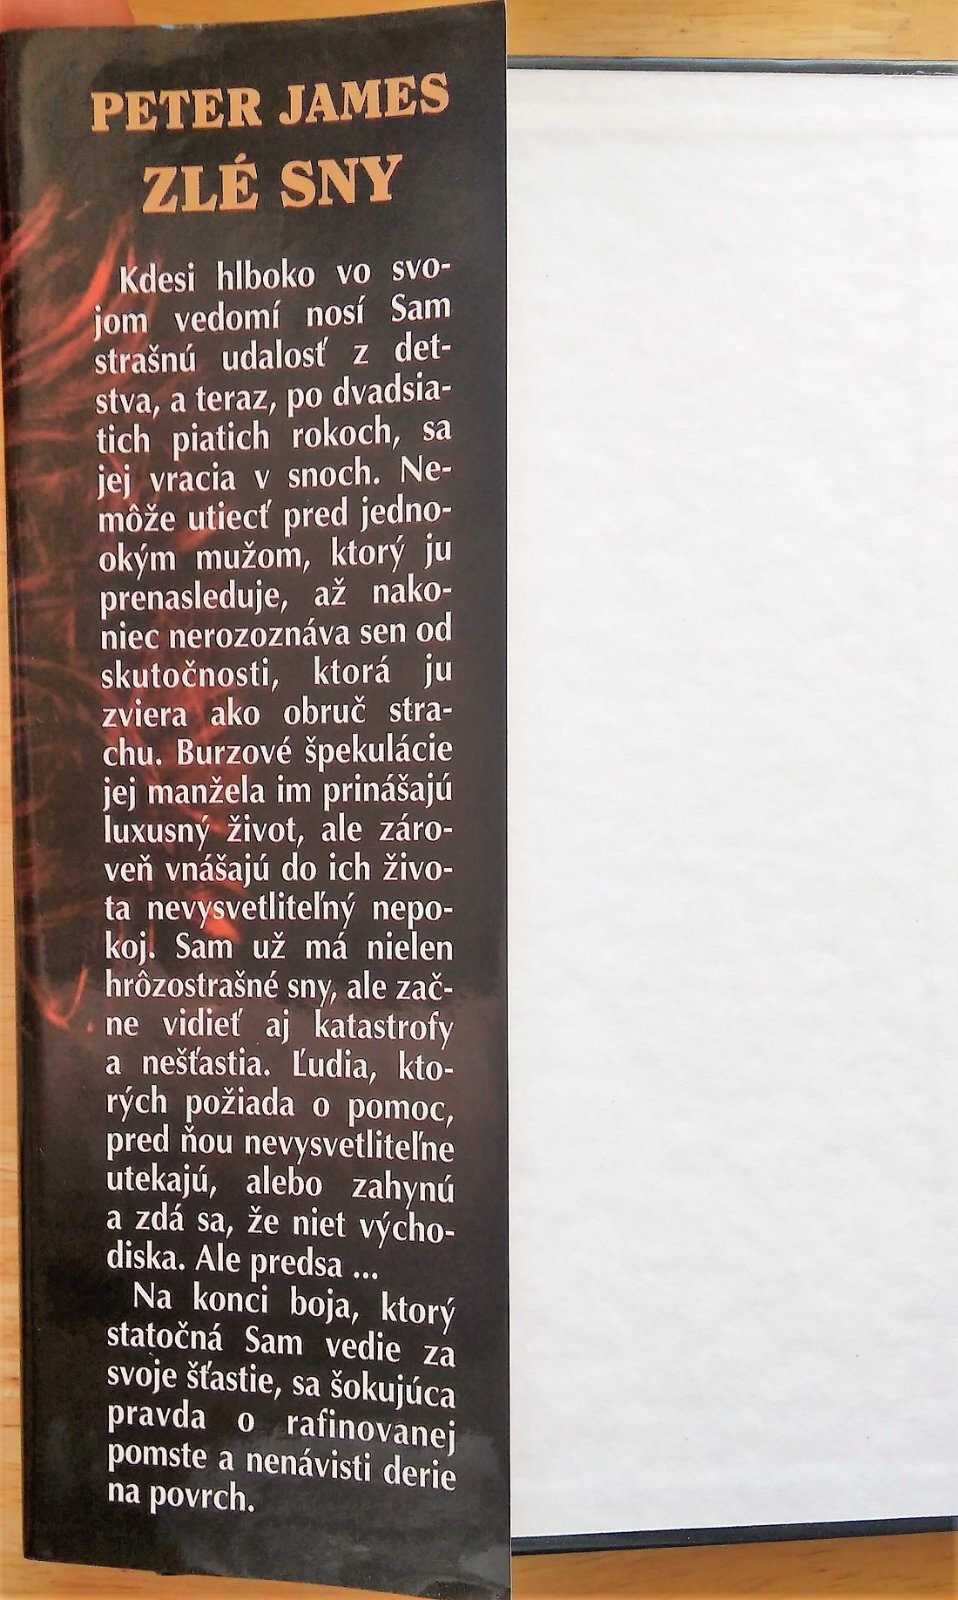 PETER JAMES
ZLÉ SNY
Kdesi hlboko vo svo-
jom vedomí nosí Sam
strašnú udalosť z det-
stva, a teraz, po dvadsia-
tich piatich rokoch, sa
jej vracia v snoch. Ne-
môže utiecť pred jedno-
okým mužom, ktorý ju
prenasleduje, až nako-
niec nerozoznáva sen od
skutočnosti, ktorá ju
zviera ako obruč stra-
chu. Burzové špekulácie
jej manžela im prinášajú
luxusný život, ale záro-
veň vnášajú do ich živo-
ta nevysvetliteľný nepo-
koj. Sam už má nielen
hrôzostrašné sny, ale zač-
ne vidieť aj katastrofy
a nešťastia. Ľudia, kto-
rých požiada o pomoc,
pred ňou nevysvetliteľne
utekajú, alebo zahynú
a zdá sa, že niet výcho-
diska. Ale predsa ...
Na konci boja, ktorý
statočná Sam vedie za
svoje šťastie, sa šokujúca
pravda o rafinovanej
pomste a nenávisti derie
na povrch.